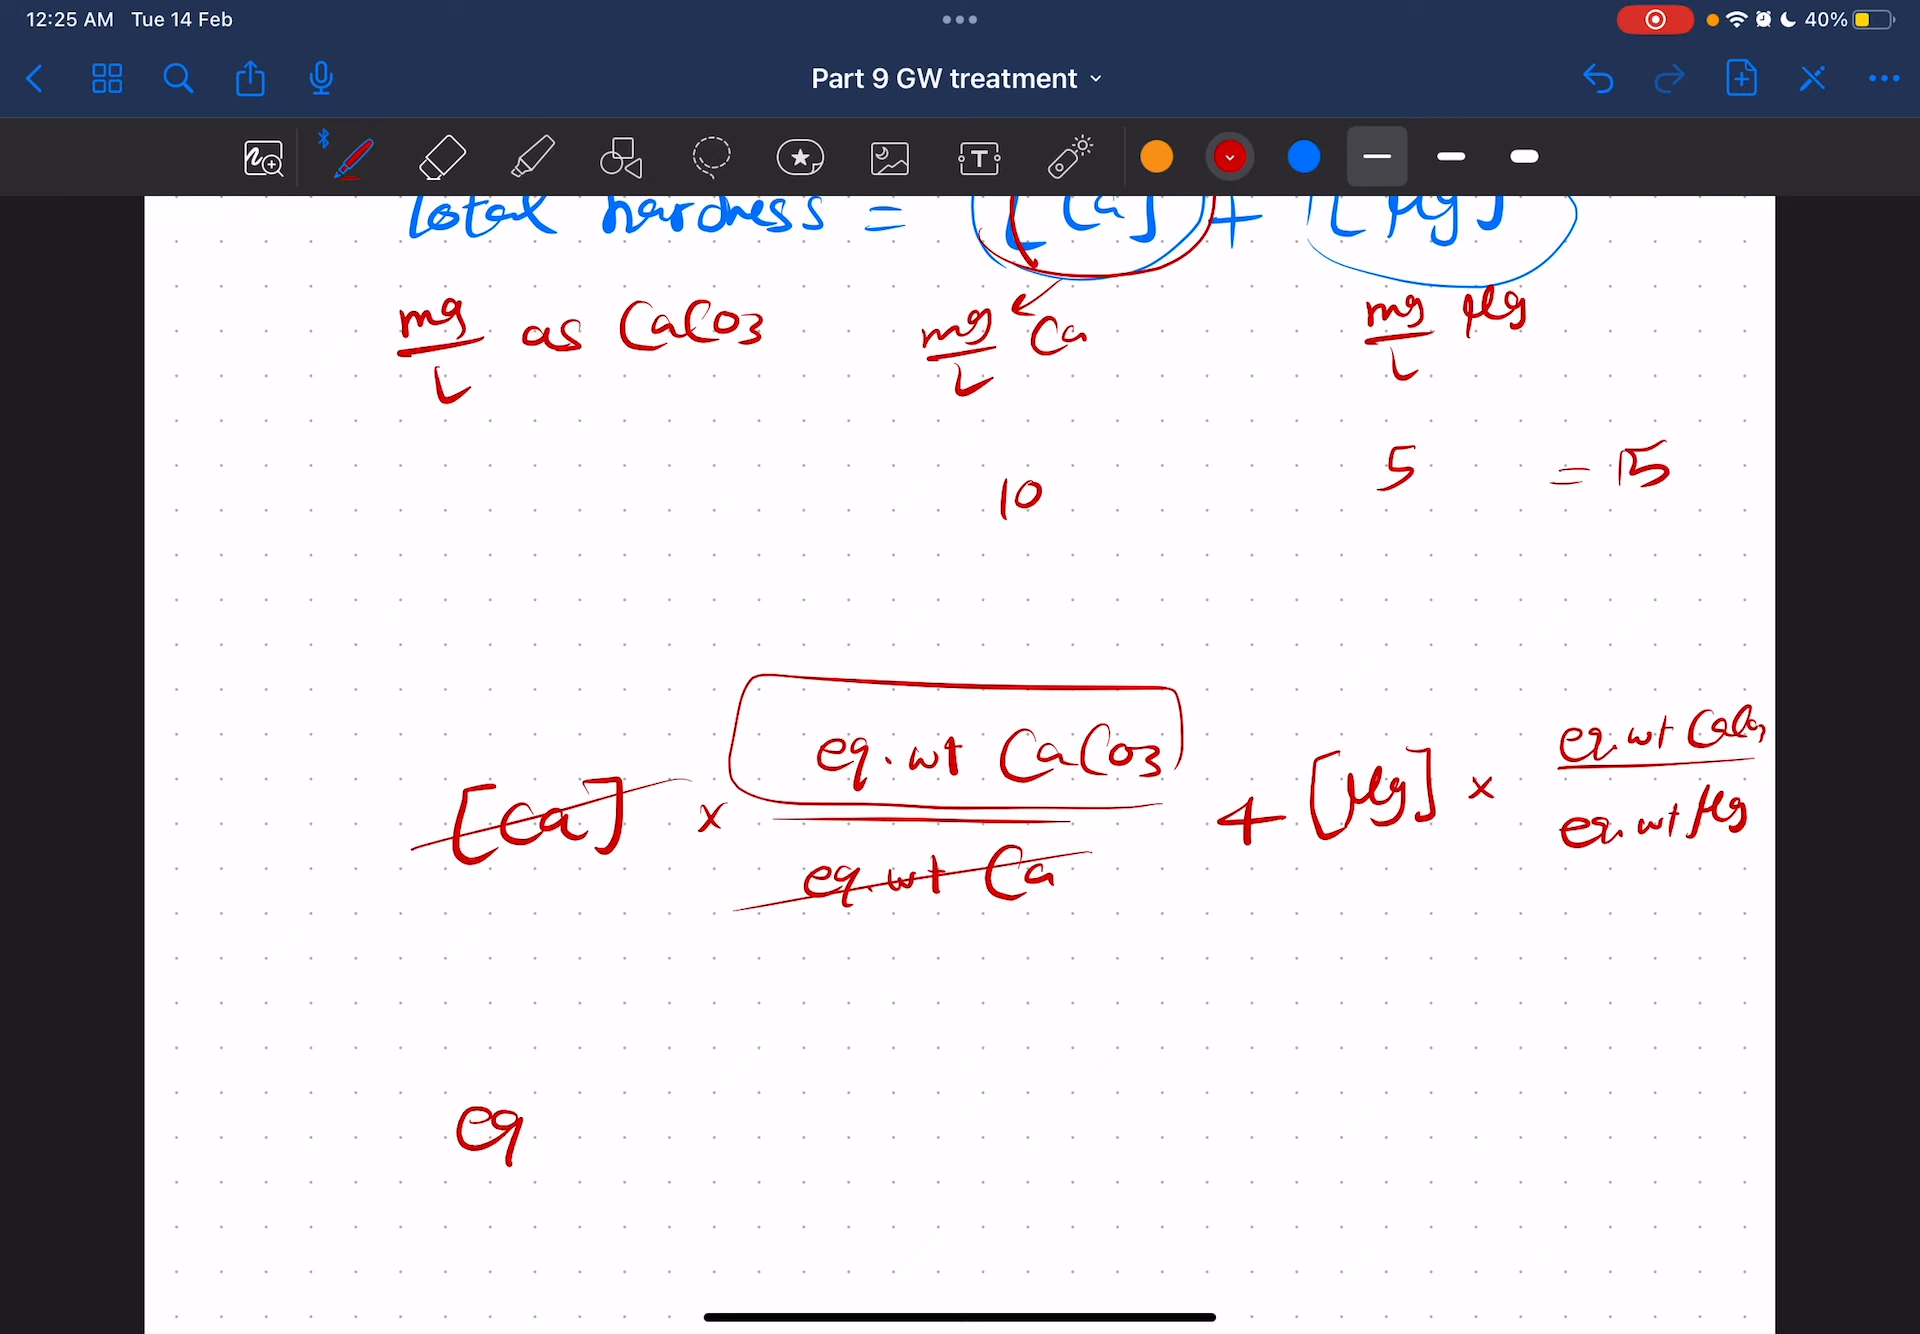 12:25 AM Tue 14 Feb
40%
Part 9 GW treatment
T
Total hardness = [Ca] + [Mg]
mg/L as CaCo3
mg/L Ca
mg/L Mg
10
5 = 15
[Ca] x eq.wt CaCo3 / eq.wt Ca + [Mg] x eq.wt CaCo3 / eq.wt Mg
eq